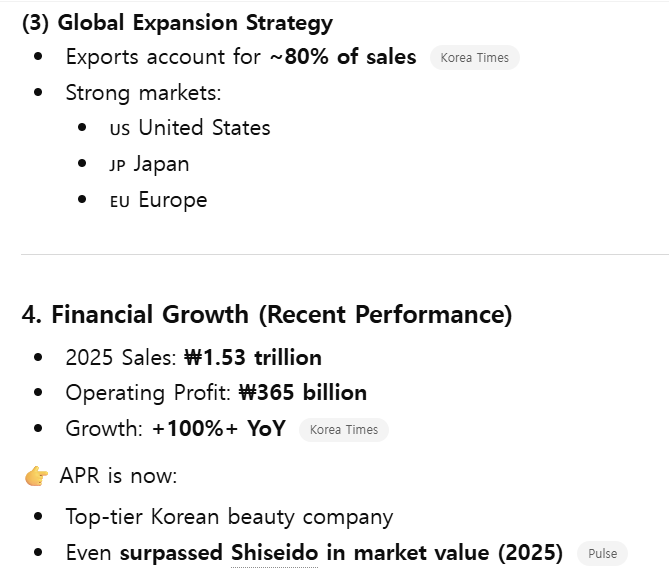 (3) Global Expansion Strategy
Exports account for ~80% of sales Korea Times
Strong markets:
US United States
JP Japan
EU Europe
4. Financial Growth (Recent Performance)
2025 Sales: ₩1.53 trillion
Operating Profit: ₩365 billion
Growth: +100%+ YoY Korea Times
👉 APR is now:
Top-tier Korean beauty company
Even surpassed Shiseido in market value (2025) Pulse